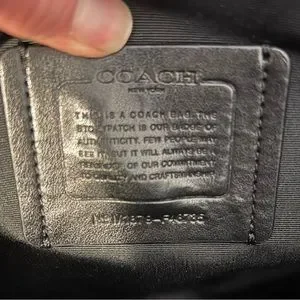 COACH
NEW YORK
THIS IS A COACH BAG. THE
STORYPATCH IS OUR BADGE OF
AUTHENTICITY. FEW PEOPLE MAY
SEE IT, BUT IT WILL ALWAYS BE
EVIDENCE OF OUR COMMITMENT
TO QUALITY AND CRAFTSMANSHIP.